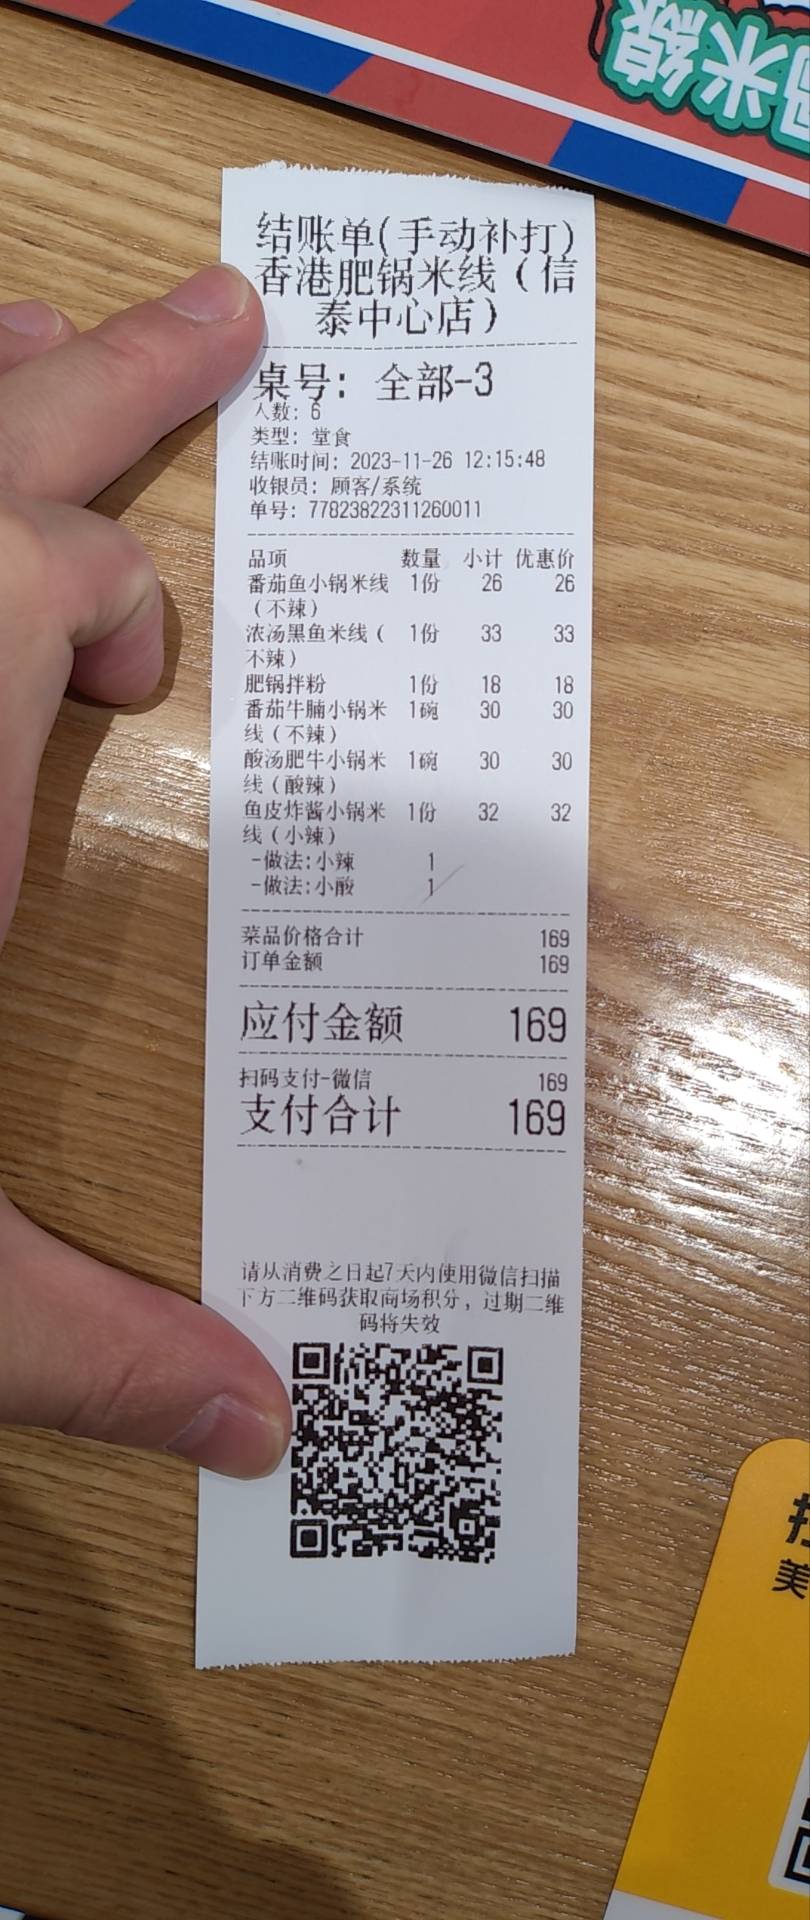 米線
结账单(手动补打)
香港肥锅米线（信
泰中心店）
桌号: 全部-3
人数: 6
类型: 堂食
结账时间: 2023-11-26 12:15:48
收银员: 顾客/系统
单号: 77823822311260011
品项 数量 小计 优惠价
番茄鱼小锅米线 1份 26 26
（不辣）
浓汤黑鱼米线（ 1份 33 33
不辣）
肥锅拌粉 1份 18 18
番茄牛腩小锅米 1碗 30 30
线（不辣）
酸汤肥牛小锅米 1碗 30 30
线（酸辣）
鱼皮炸酱小锅米 1份 32 32
线（小辣）
-做法:小辣 1
-做法:小酸 1
菜品价格合计 169
订单金额 169
应付金额 169
扫码支付-微信 169
支付合计 169
请从消费之日起7天内使用微信扫描
下方二维码获取商场积分，过期二维
码将失效
美